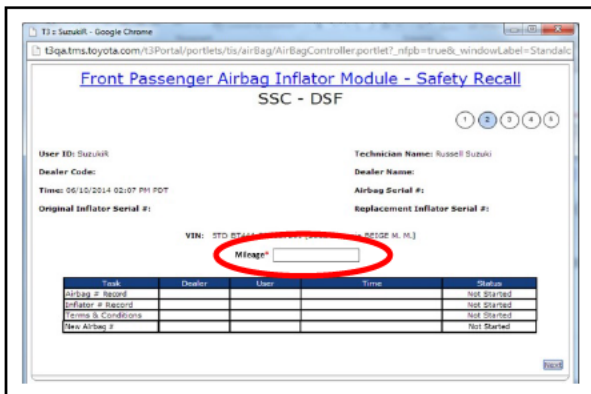 T3 : SuzukiR - Google Chrome
t3qa.tms.toyota.com/t3Portal/portlets/tis/airBag/AirBagController.portlet?_nfpb=true&_windowLabel=Standalc
Front Passenger Airbag Inflator Module - Safety Recall
SSC - DSF
1 2 3 4 5
User ID: SuzukiR Technician Name: Russell Suzuki
Dealer Code: Dealer Name:
Time: 06/10/2014 02:07 PM PDT Airbag Serial #:
Original Inflator Serial #: Replacement Inflator Serial #:
VIN: BEIGE M. M.)
Mileage*
Task Dealer User Time Status
Airbag # Record Not Started
Inflator # Record Not Started
Terms & Conditions Not Started
New Airbag # Not Started
Next